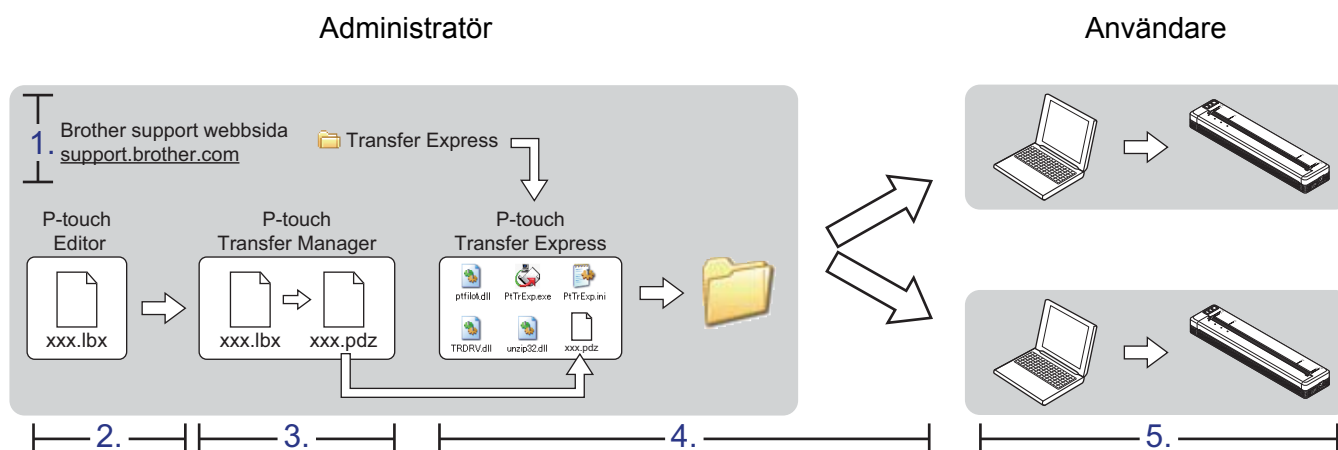 Administratör
Användare
1.
Brother support webbsida
support.brother.com
Transfer Express
P-touch
Editor
xxx.lbx
P-touch
Transfer Manager
xxx.lbx
xxx.pdz
P-touch
Transfer Express
PtTrExp.exe
PtTrExp.ini
TRDRV.dll
unzip32.dll
xxx.pdz
2.
3.
4.
5.